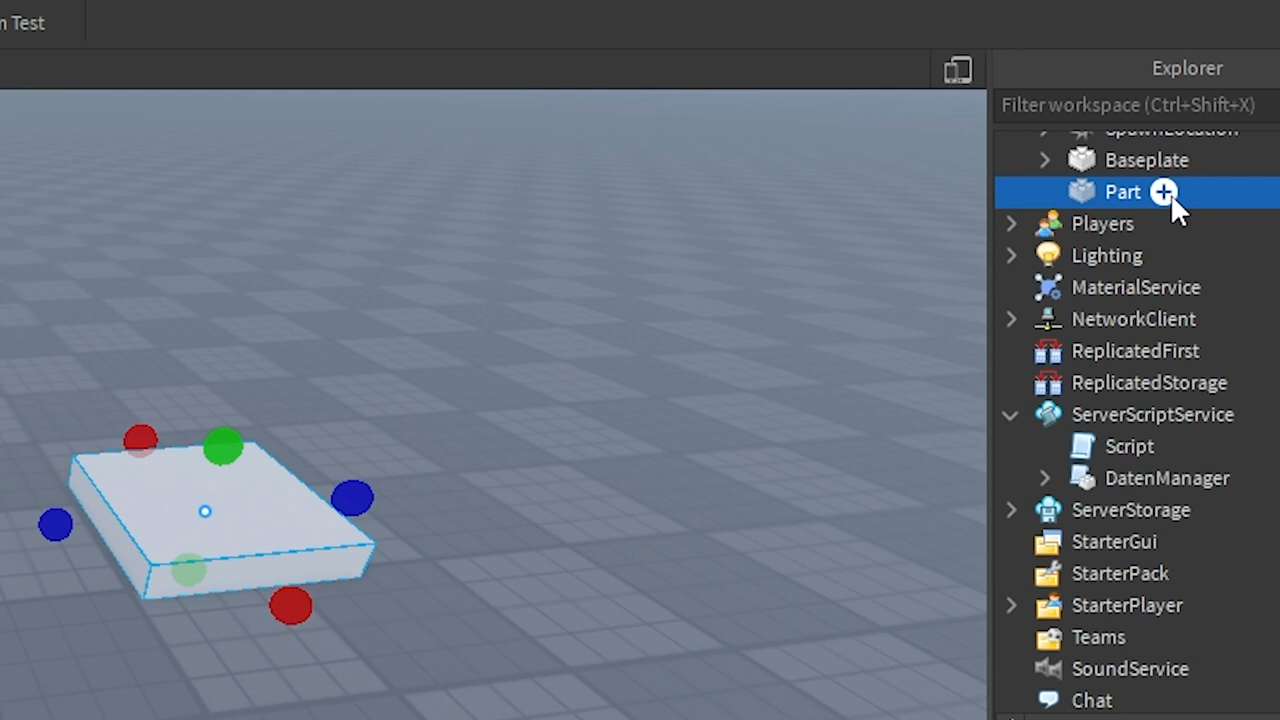 Test
Explorer
Filter workspace (Ctrl+Shift+X)
SpawnLocation
Baseplate
Part
Players
Lighting
MaterialService
NetworkClient
ReplicatedFirst
ReplicatedStorage
ServerScriptService
Script
DatenManager
ServerStorage
StarterGui
StarterPack
StarterPlayer
Teams
SoundService
Chat